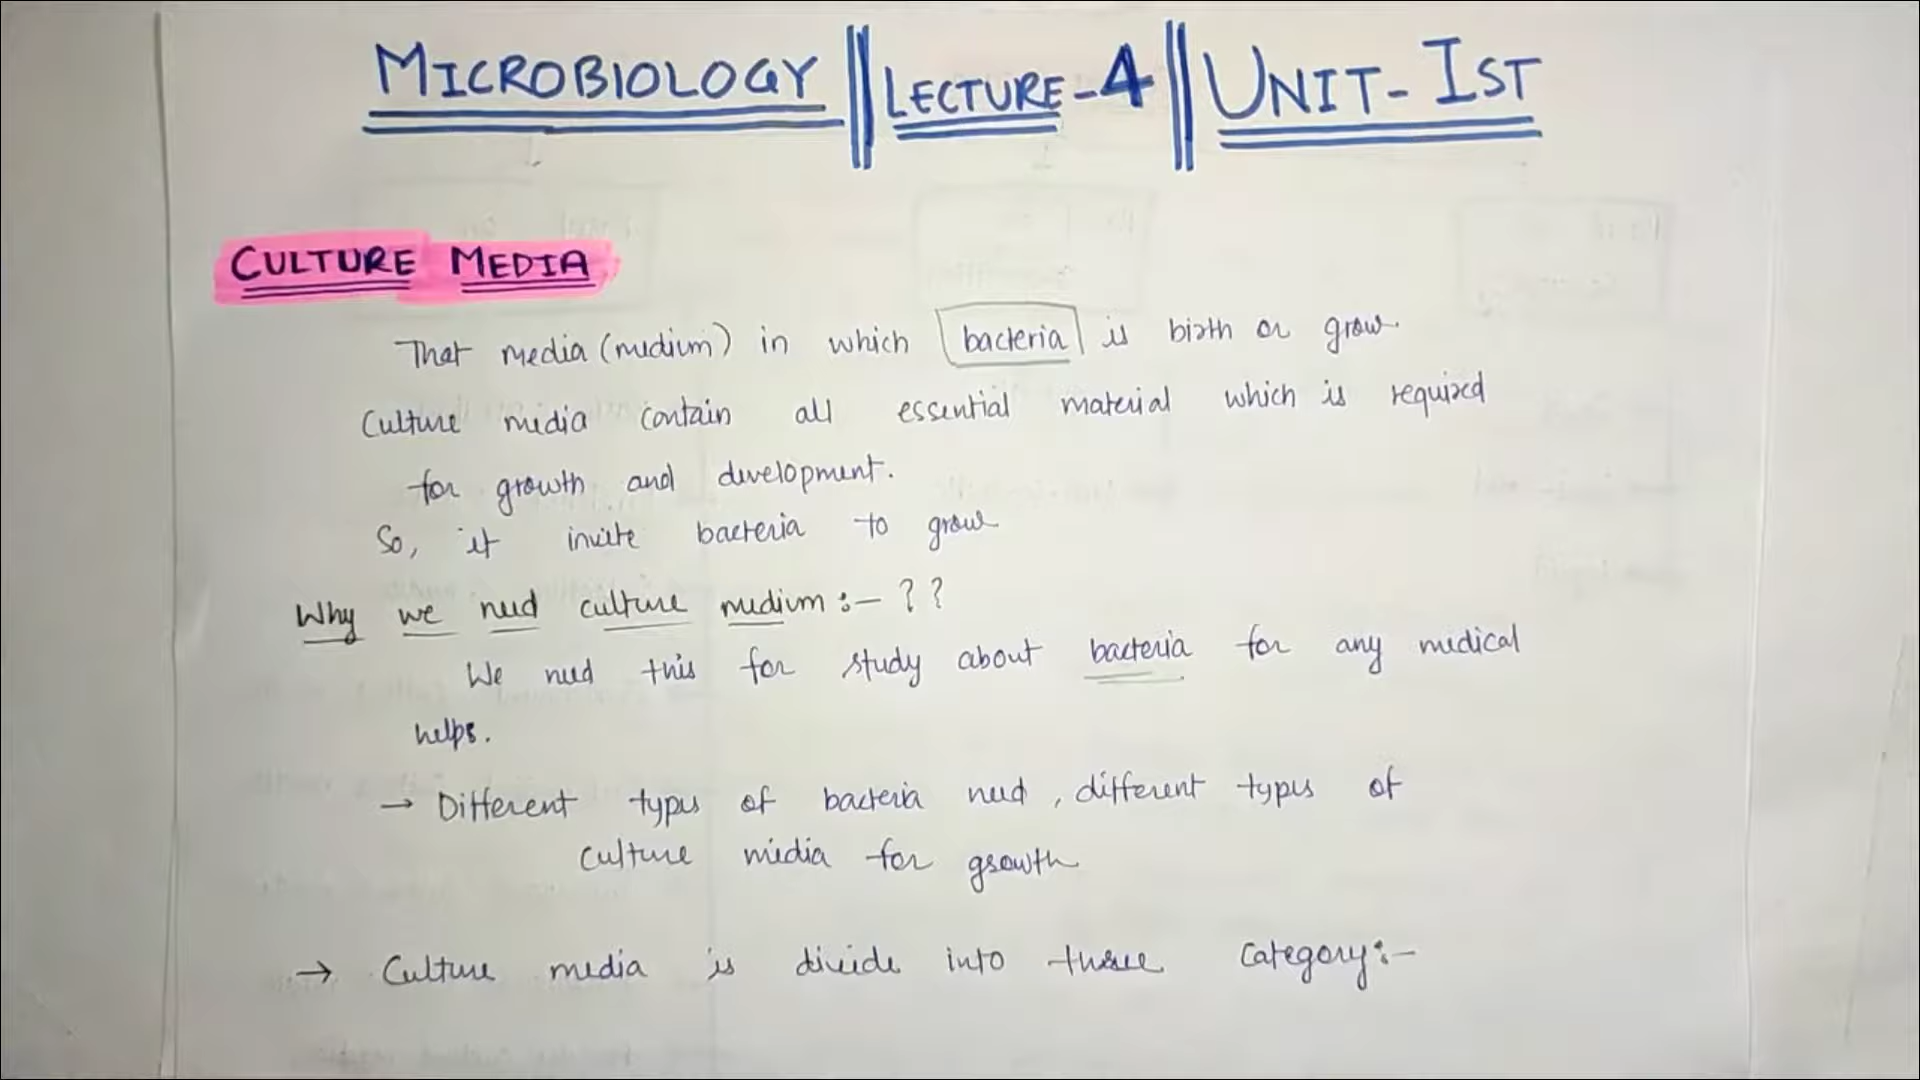 MICROBIOLOGY || LECTURE-4 || UNIT-IST
CULTURE MEDIA
That media (medium) in which bacteria is birth or grow.
Culture media contain all essential material which is required
for growth and development.
So, it invite bacteria to grow
Why we need culture medium :- ??
We need this for study about bacteria for any medical
helps.
→ Different types of bacteria need, different types of
culture media for growth
→ Culture media is divide into three category:-